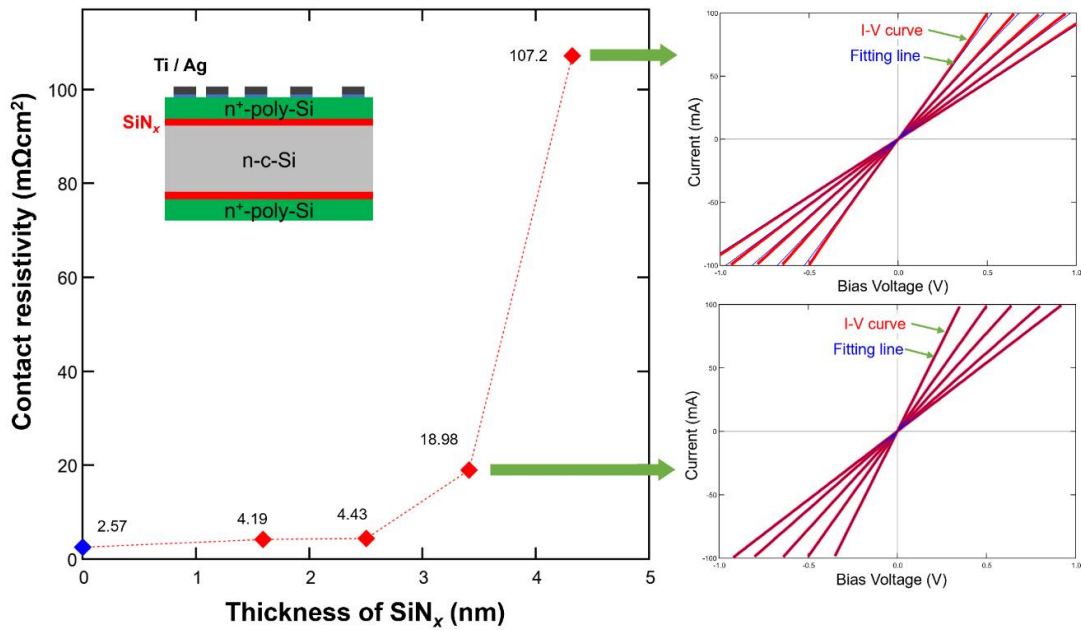 Contact resistivity (mΩcm²)
100
80
60
40
20
0
0
1
2
3
4
5
Thickness of SiNₓ (nm)
Ti / Ag
n⁺-poly-Si
SiNₓ
n-c-Si
n⁺-poly-Si
2.57
4.19
4.43
18.98
107.2
I-V curve
Fitting line
Current (mA)
100
50
0
-50
-100
-1.0
-0.5
0.0
0.5
1.0
Bias Voltage (V)
I-V curve
Fitting line
Current (mA)
100
50
0
-50
-100
-1.0
-0.5
0.0
0.5
1.0
Bias Voltage (V)